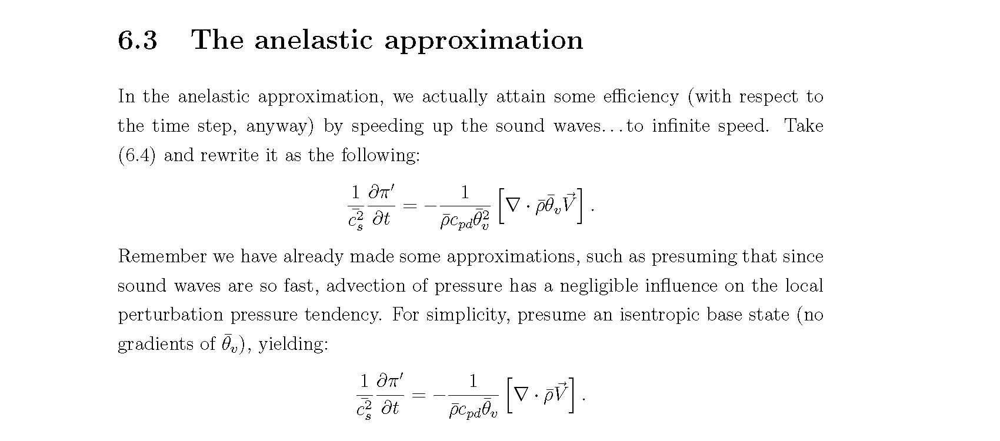 6.3 The anelastic approximation
In the anelastic approximation, we actually attain some efficiency (with respect to
the time step, anyway) by speeding up the sound waves...to infinite speed. Take
(6.4) and rewrite it as the following:
\frac{1}{\bar{c}_s^2}\frac{\partial \pi'}{\partial t} = -\frac{1}{\bar{\rho}c_{pd}\bar{\theta}_v^2}\left[\nabla \cdot \bar{\rho}\bar{\theta}_v\vec{V}\right].
Remember we have already made some approximations, such as presuming that since
sound waves are so fast, advection of pressure has a negligible influence on the local
perturbation pressure tendency. For simplicity, presume an isentropic base state (no
gradients of \bar{\theta}_v), yielding:
\frac{1}{\bar{c}_s^2}\frac{\partial \pi'}{\partial t} = -\frac{1}{\bar{\rho}c_{pd}\bar{\theta}_v}\left[\nabla \cdot \bar{\rho}\vec{V}\right].